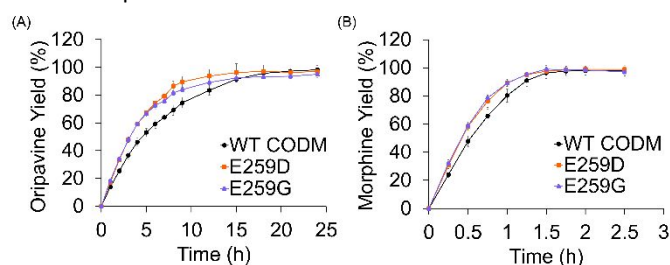 (A)
Oripavine Yield (%)
120
100
80
60
40
20
0
0 5 10 15 20 25
Time (h)
WT CODM
E259D
E259G
(B)
Morphine Yield (%)
120
100
80
60
40
20
0
0 0.5 1 1.5 2 2.5 3
Time (h)
WT CODM
E259D
E259G